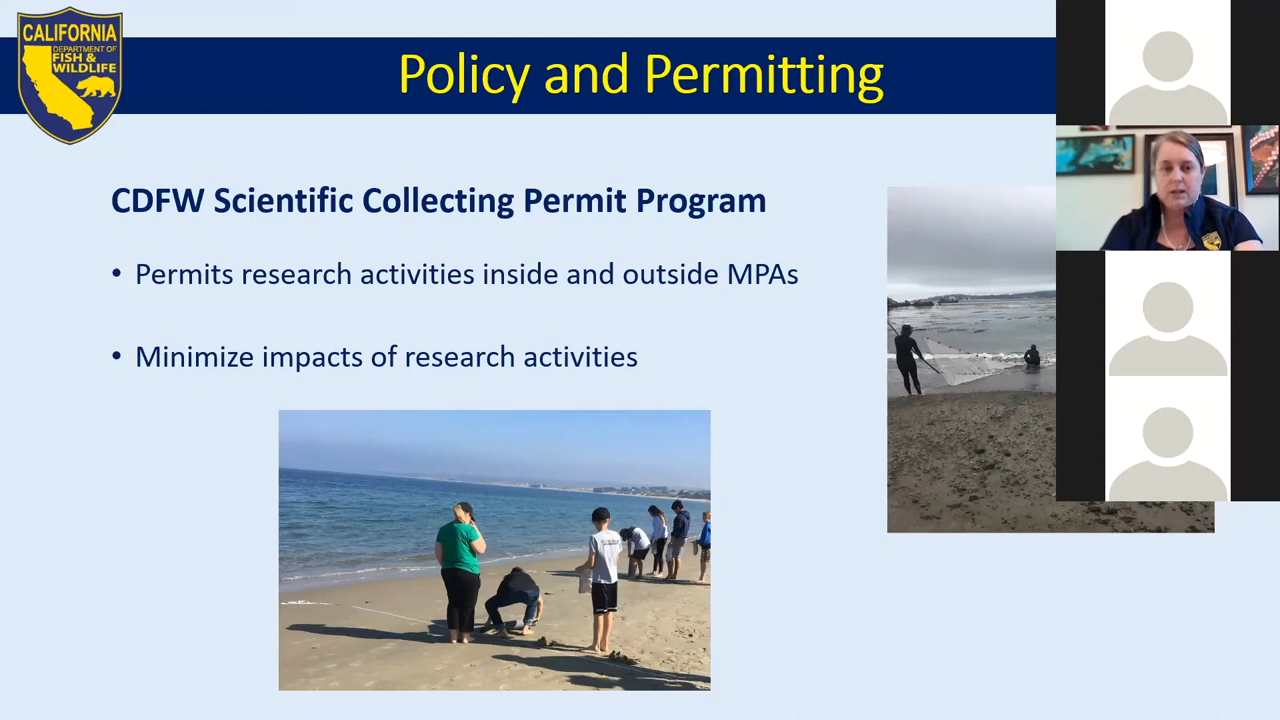 CALIFORNIA
DEPARTMENT OF
FISH &
WILDLIFE
Policy and Permitting
CDFW Scientific Collecting Permit Program
• Permits research activities inside and outside MPAs
• Minimize impacts of research activities